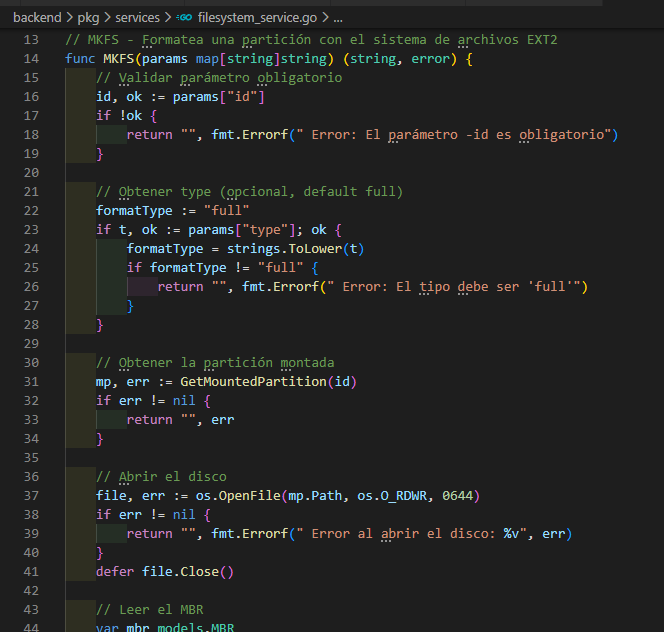 backend > pkg > services > GO filesystem_service.go > ...
13 // MKFS - Formatea una partición con el sistema de archivos EXT2
14 func MKFS(params map[string]string) (string, error) {
15 // Validar parámetro obligatorio
16 id, ok := params["id"]
17 if !ok {
18 return "", fmt.Errorf(" Error: El parámetro -id es obligatorio")
19 }
20
21 // Obtener type (opcional, default full)
22 formatType := "full"
23 if t, ok := params["type"]; ok {
24 formatType = strings.ToLower(t)
25 if formatType != "full" {
26 return "", fmt.Errorf(" Error: El tipo debe ser 'full'")
27 }
28 }
29
30 // Obtener la partición montada
31 mp, err := GetMountedPartition(id)
32 if err != nil {
33 return "", err
34 }
35
36 // Abrir el disco
37 file, err := os.OpenFile(mp.Path, os.O_RDWR, 0644)
38 if err != nil {
39 return "", fmt.Errorf(" Error al abrir el disco: %v", err)
40 }
41 defer file.Close()
42
43 // Leer el MBR
44 var mbr models.MBR